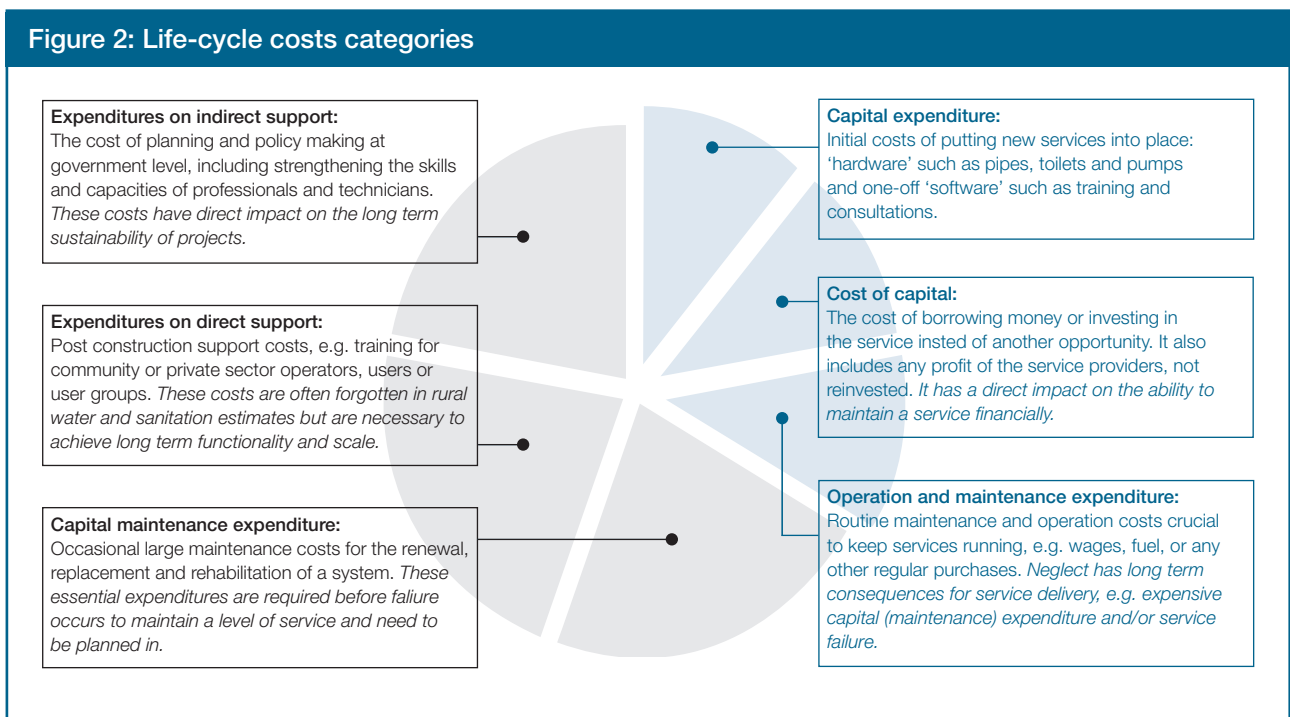 Figure 2: Life-cycle costs categories
Expenditures on indirect support:
The cost of planning and policy making at
government level, including strengthening the skills
and capacities of professionals and technicians.
These costs have direct impact on the long term
sustainability of projects.
Expenditures on direct support:
Post construction support costs, e.g. training for
community or private sector operators, users or
user groups. These costs are often forgotten in rural
water and sanitation estimates but are necessary to
achieve long term functionality and scale.
Capital maintenance expenditure:
Occasional large maintenance costs for the renewal,
replacement and rehabilitation of a system. These
essential expenditures are required before faliure
occurs to maintain a level of service and need to
be planned in.
Capital expenditure:
Initial costs of putting new services into place:
‘hardware’ such as pipes, toilets and pumps
and one-off ‘software’ such as training and
consultations.
Cost of capital:
The cost of borrowing money or investing in
the service insted of another opportunity. It also
includes any profit of the service providers, not
reinvested. It has a direct impact on the ability to
maintain a service financially.
Operation and maintenance expenditure:
Routine maintenance and operation costs crucial
to keep services running, e.g. wages, fuel, or any
other regular purchases. Neglect has long term
consequences for service delivery, e.g. expensive
capital (maintenance) expenditure and/or service
failure.